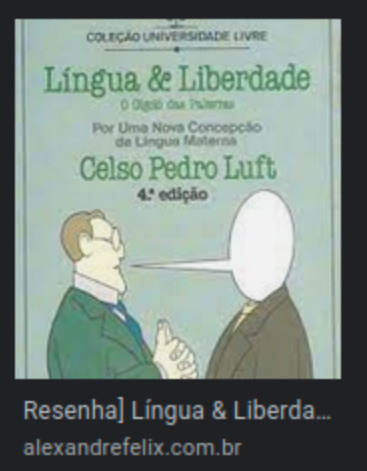 COLEÇÃO UNIVERSIDADE LIVRE
Língua & Liberdade
O Gigolô das Palavras
Por Uma Nova Concepção
da Língua Materna
Celso Pedro Luft
4.ª edição
Resenha] Língua & Liberda...
alexandrefelix.com.br